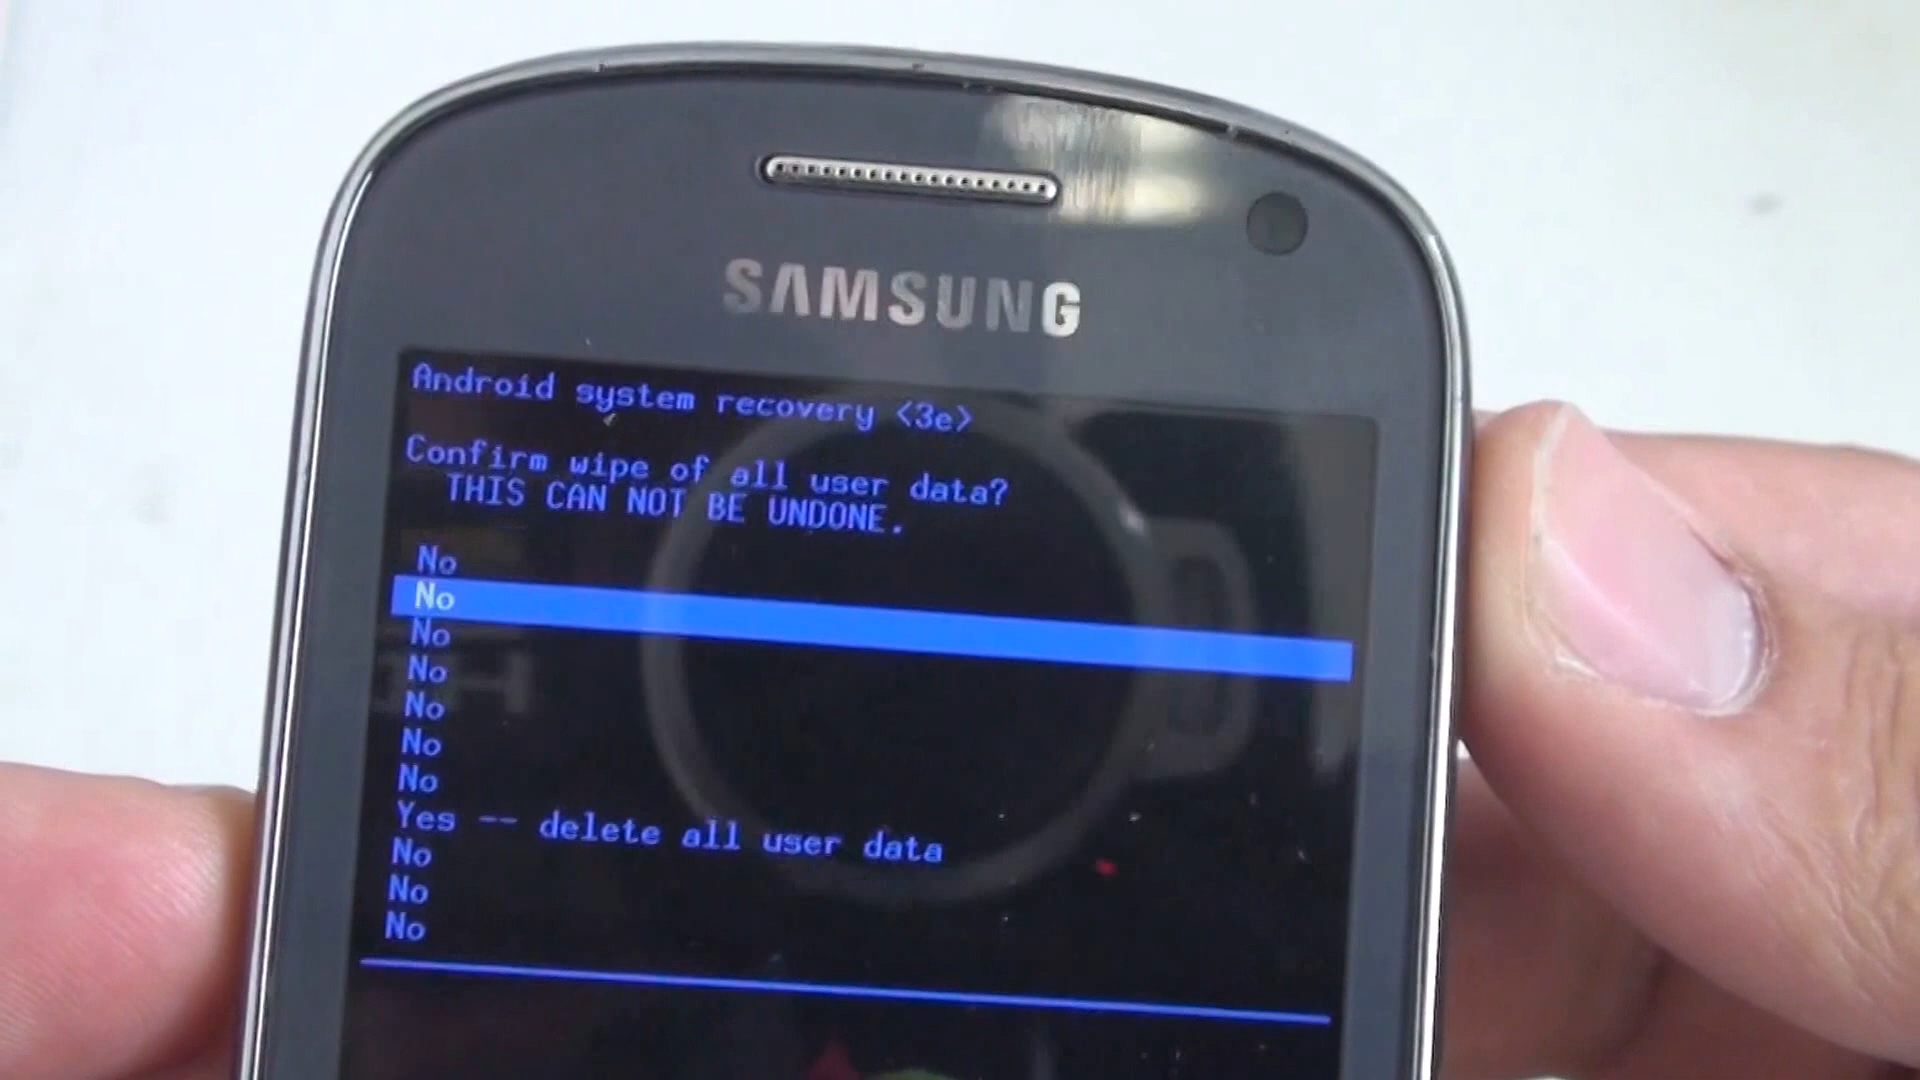 SAMSUNG
Android system recovery <3e>
Confirm wipe of all user data?
THIS CAN NOT BE UNDONE.
No
No
No
No
No
No
No
Yes -- delete all user data
No
No
No